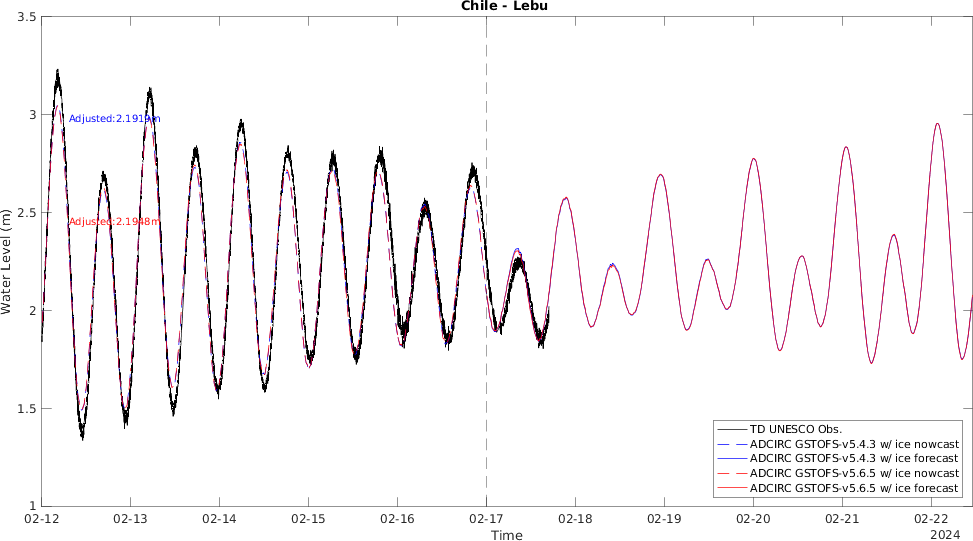 Chile - Lebu
3.5
3
2.5
2
1.5
1
Water Level (m)
Adjusted:2.1919m
Adjusted:2.1948m
TD UNESCO Obs.
ADCIRC GSTOFS-v5.4.3 w/ ice nowcast
ADCIRC GSTOFS-v5.4.3 w/ ice forecast
ADCIRC GSTOFS-v5.6.5 w/ ice nowcast
ADCIRC GSTOFS-v5.6.5 w/ ice forecast
02-12 02-13 02-14 02-15 02-16 02-17 02-18 02-19 02-20 02-21 02-22
Time
2024